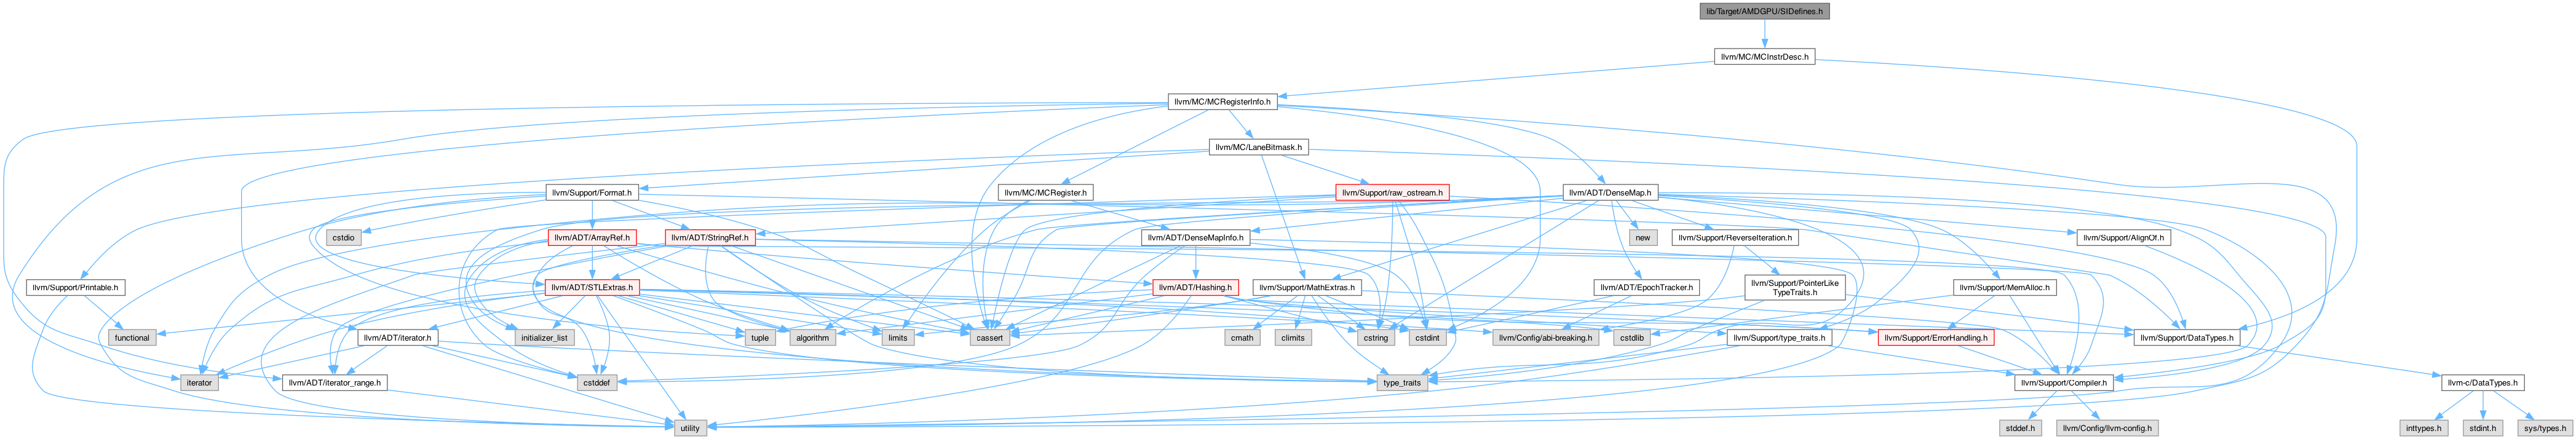 lib/Target/AMDGPU/SIDefines.h
llvm/MC/MCInstrDesc.h
llvm/MC/MCRegisterInfo.h
llvm/MC/LaneBitmask.h
llvm/Support/Format.h
llvm/MC/MCRegister.h
llvm/Support/raw_ostream.h
llvm/ADT/DenseMap.h
cstdio
llvm/ADT/ArrayRef.h
llvm/ADT/StringRef.h
llvm/ADT/DenseMapInfo.h
new
llvm/Support/ReverseIteration.h
llvm/Support/AlignOf.h
llvm/Support/Printable.h
llvm/ADT/STLExtras.h
llvm/ADT/Hashing.h
llvm/Support/MathExtras.h
llvm/ADT/EpochTracker.h
llvm/Support/PointerLike
TypeTraits.h
llvm/Support/MemAlloc.h
functional
llvm/ADT/iterator.h
initializer_list
tuple
algorithm
limits
cassert
cmath
climits
cstring
cstdint
llvm/Config/abi-breaking.h
cstdlib
llvm/Support/type_traits.h
llvm/Support/ErrorHandling.h
llvm/Support/DataTypes.h
iterator
llvm/ADT/iterator_range.h
cstddef
type_traits
llvm/Support/Compiler.h
llvm-c/DataTypes.h
utility
stddef.h
llvm/Config/llvm-config.h
inttypes.h
stdint.h
sys/types.h